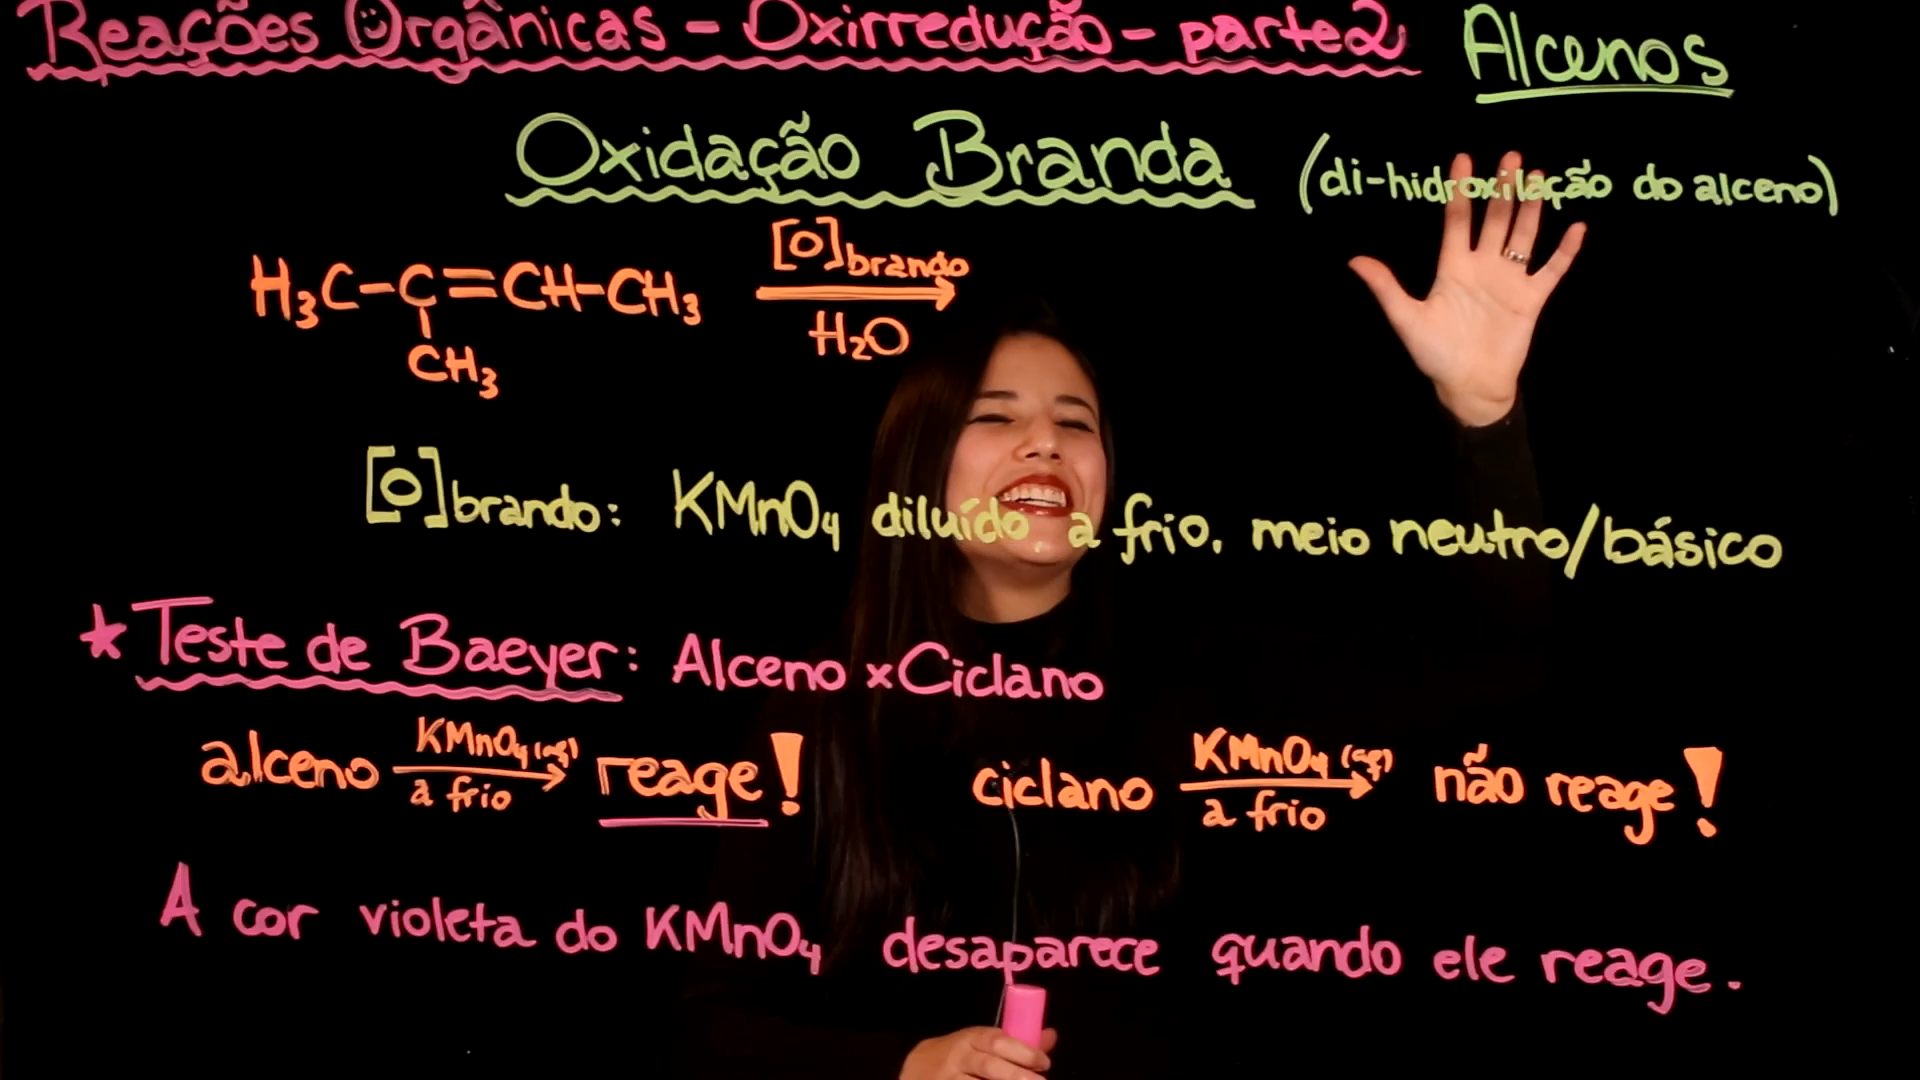 Reações Orgânicas - Oxirredução - parte 2 Alcenos
Oxidação Branda (di-hidroxilação do alceno)
[O]brando
H₃C-C=CH-CH₃
H₂O
CH₃
[O]brando: KMnO₄ diluído a frio, meio neutro/básico
* Teste de Baeyer: Alceno x Ciclano
alceno KMnO₄(aq) a frio reage! ciclano KMnO₄(aq) a frio não reage!
A cor violeta do KMnO₄ desaparece quando ele reage.